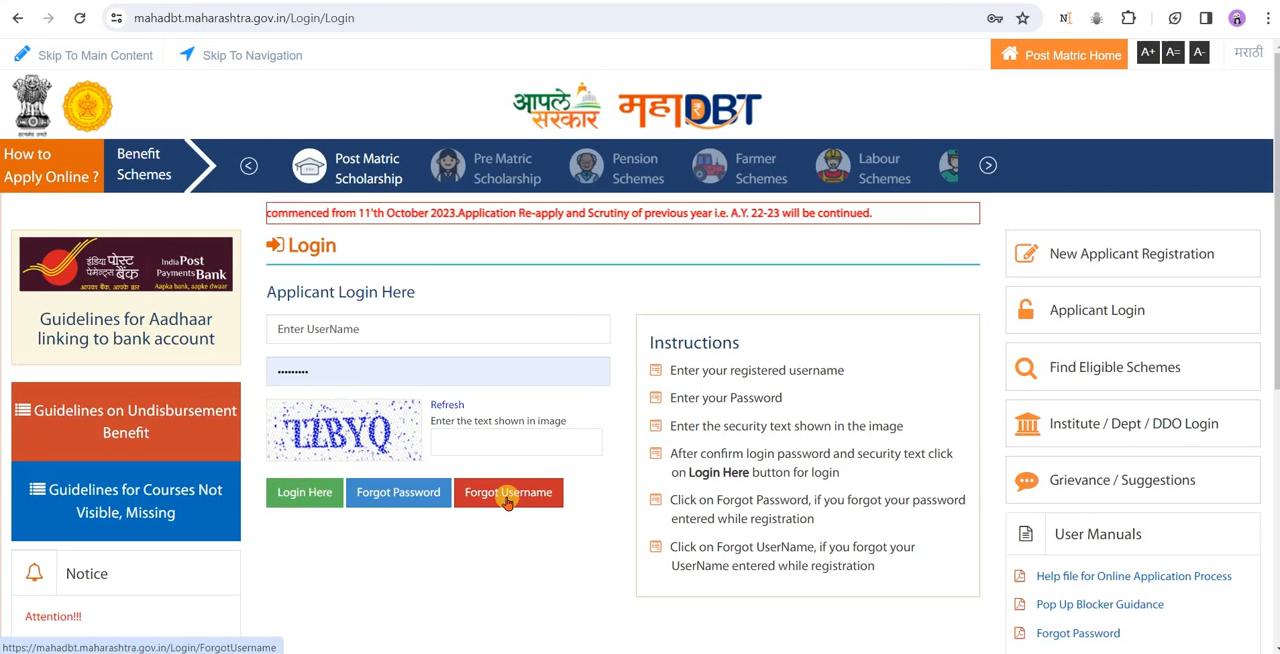 mahadbt.maharashtra.gov.in/Login/Login
Skip To Main Content
Skip To Navigation
Post Matric Home
A+
A=
A-
मराठी
आपले
सरकार
महाDBT
How to
Apply Online ?
Benefit
Schemes
Post Matric
Scholarship
Pre Matric
Scholarship
Pension
Schemes
Farmer
Schemes
Labour
Schemes
commenced from 11'th October 2023.Application Re-apply and Scrutiny of previous year i.e. A.Y. 22-23 will be continued.
इंडिया पोस्ट
पेमेन्ट्स बैंक
आपका बैंक, आपके द्वार
India Post
Payments Bank
Aapka bank, aapke dwaar
Guidelines for Aadhaar
linking to bank account
Guidelines on Undisbursement
Benefit
Guidelines for Courses Not
Visible, Missing
Notice
Attention!!!
Login
Applicant Login Here
Enter UserName
•••••••••
TZBYQ
Refresh
Enter the text shown in image
Login Here
Forgot Password
Forgot Username
Instructions
Enter your registered username
Enter your Password
Enter the security text shown in the image
After confirm login password and security text click
on Login Here button for login
Click on Forgot Password, if you forgot your password
entered while registration
Click on Forgot UserName, if you forgot your
UserName entered while registration
New Applicant Registration
Applicant Login
Find Eligible Schemes
Institute / Dept / DDO Login
Grievance / Suggestions
User Manuals
Help file for Online Application Process
Pop Up Blocker Guidance
Forgot Password
https://mahadbt.maharashtra.gov.in/Login/ForgotUsername